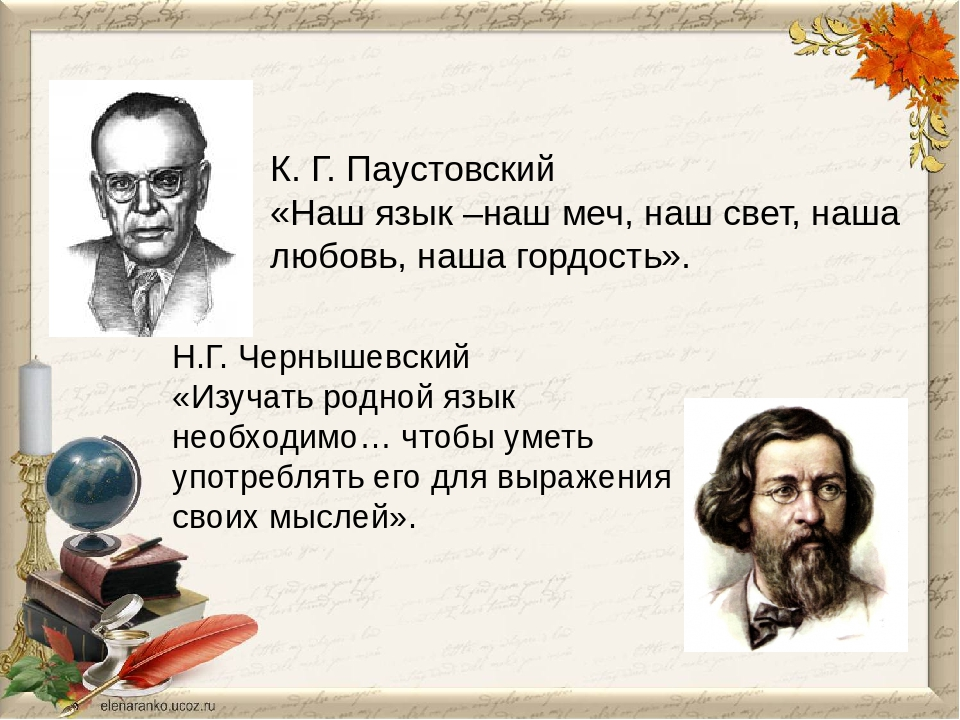 К. Г. Паустовский
«Наш язык –наш меч, наш свет, наша
любовь, наша гордость».
Н.Г. Чернышевский
«Изучать родной язык
необходимо… чтобы уметь
употреблять его для выражения
своих мыслей».
elenaranko.ucoz.ru